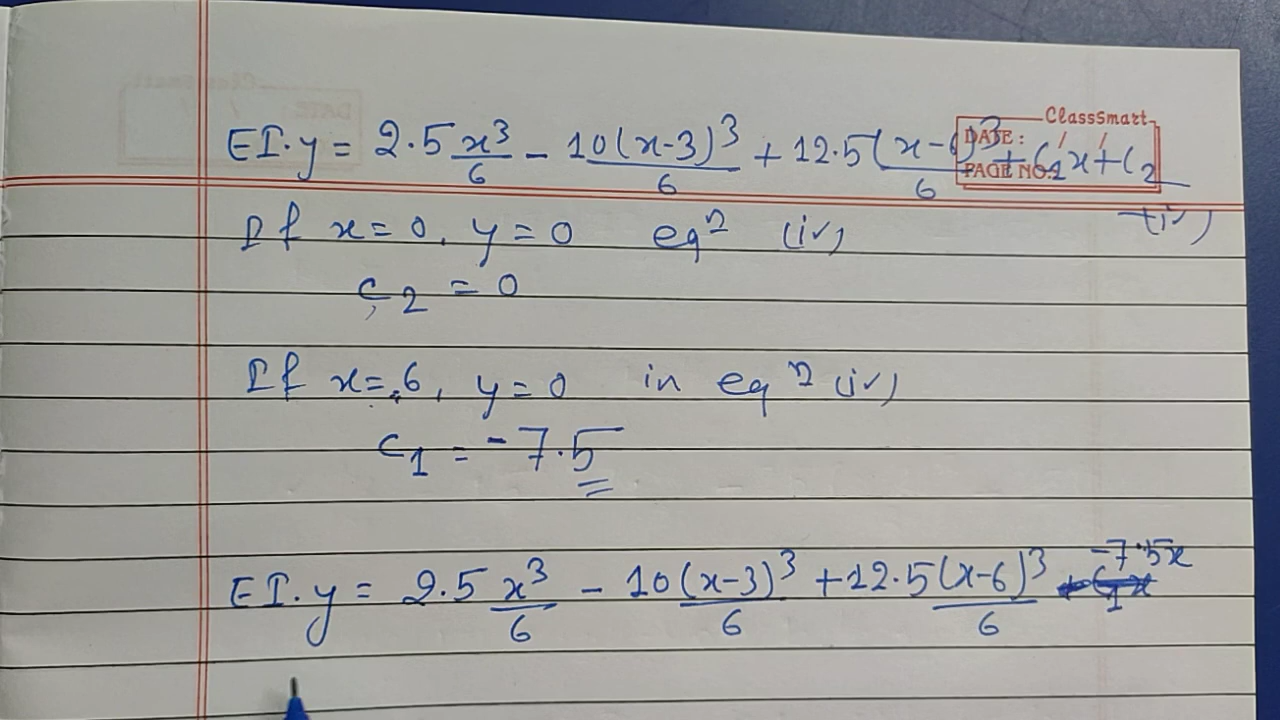 ClassSmart
DATE: / /
PAGE NO.:
EI.y = 2.5 x³/6 - 10(x-3)³/6 + 12.5(x-6)³/6 + C₁x + C₂
(iv)
If x=0, y=0 eqⁿ (iv)
C₂ = 0
If x=6, y=0 in eqⁿ (iv)
C₁ = -7.5
-7.5x
EI.y = 2.5 x³/6 - 10(x-3)³/6 + 12.5(x-6)³/6 + C₁x